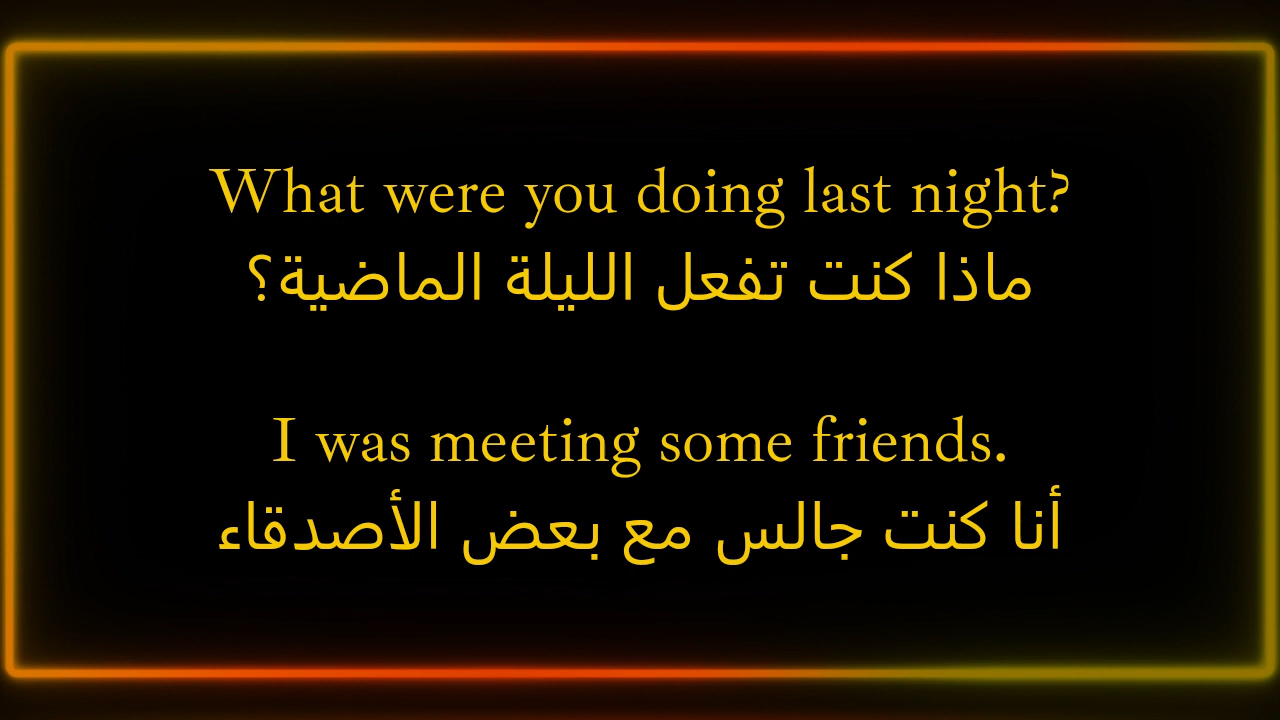 What were you doing last night?
ماذا كنت تفعل الليلة الماضية؟
I was meeting some friends.
أنا كنت جالس مع بعض الأصدقاء